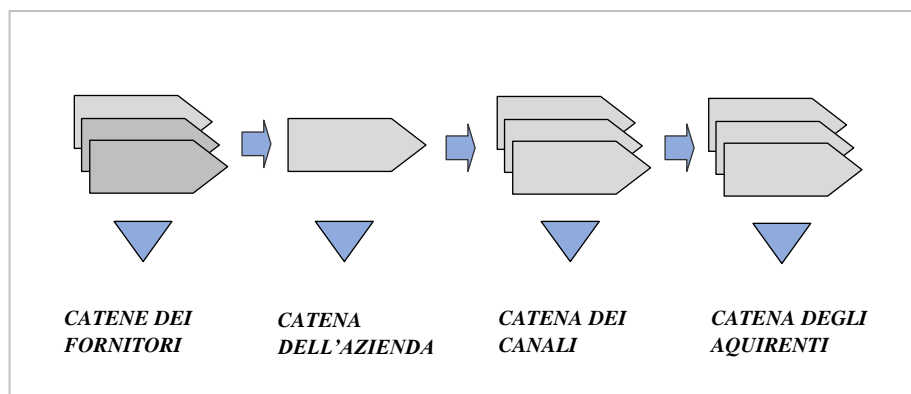 CATENE DEI
FORNITORI
CATENA
DELL’AZIENDA
CATENA DEI
CANALI
CATENA DEGLI
AQUIRENTI